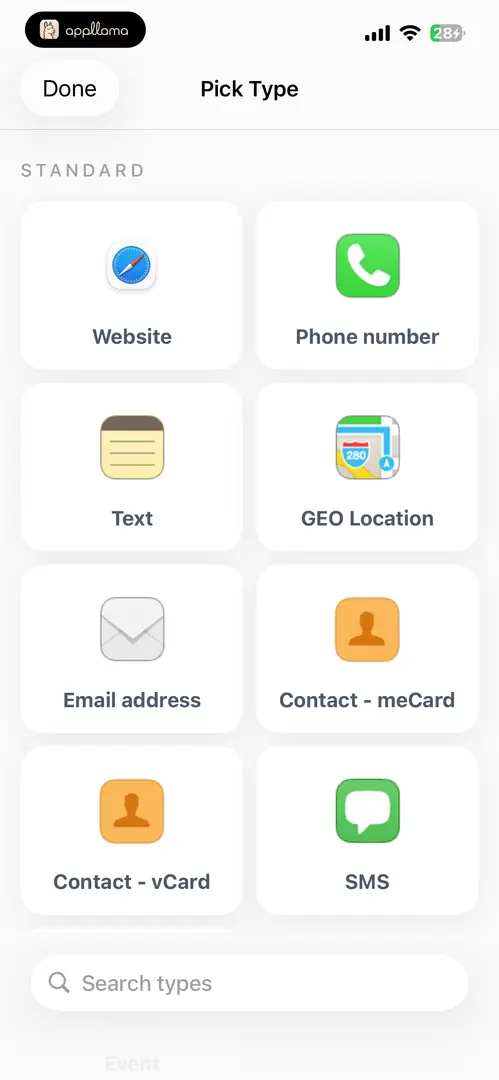 appllama
28
Done
Pick Type
STANDARD
Website
Phone number
280
Text
GEO Location
Email address
Contact - meCard
Contact - vCard
SMS
Search types
Event